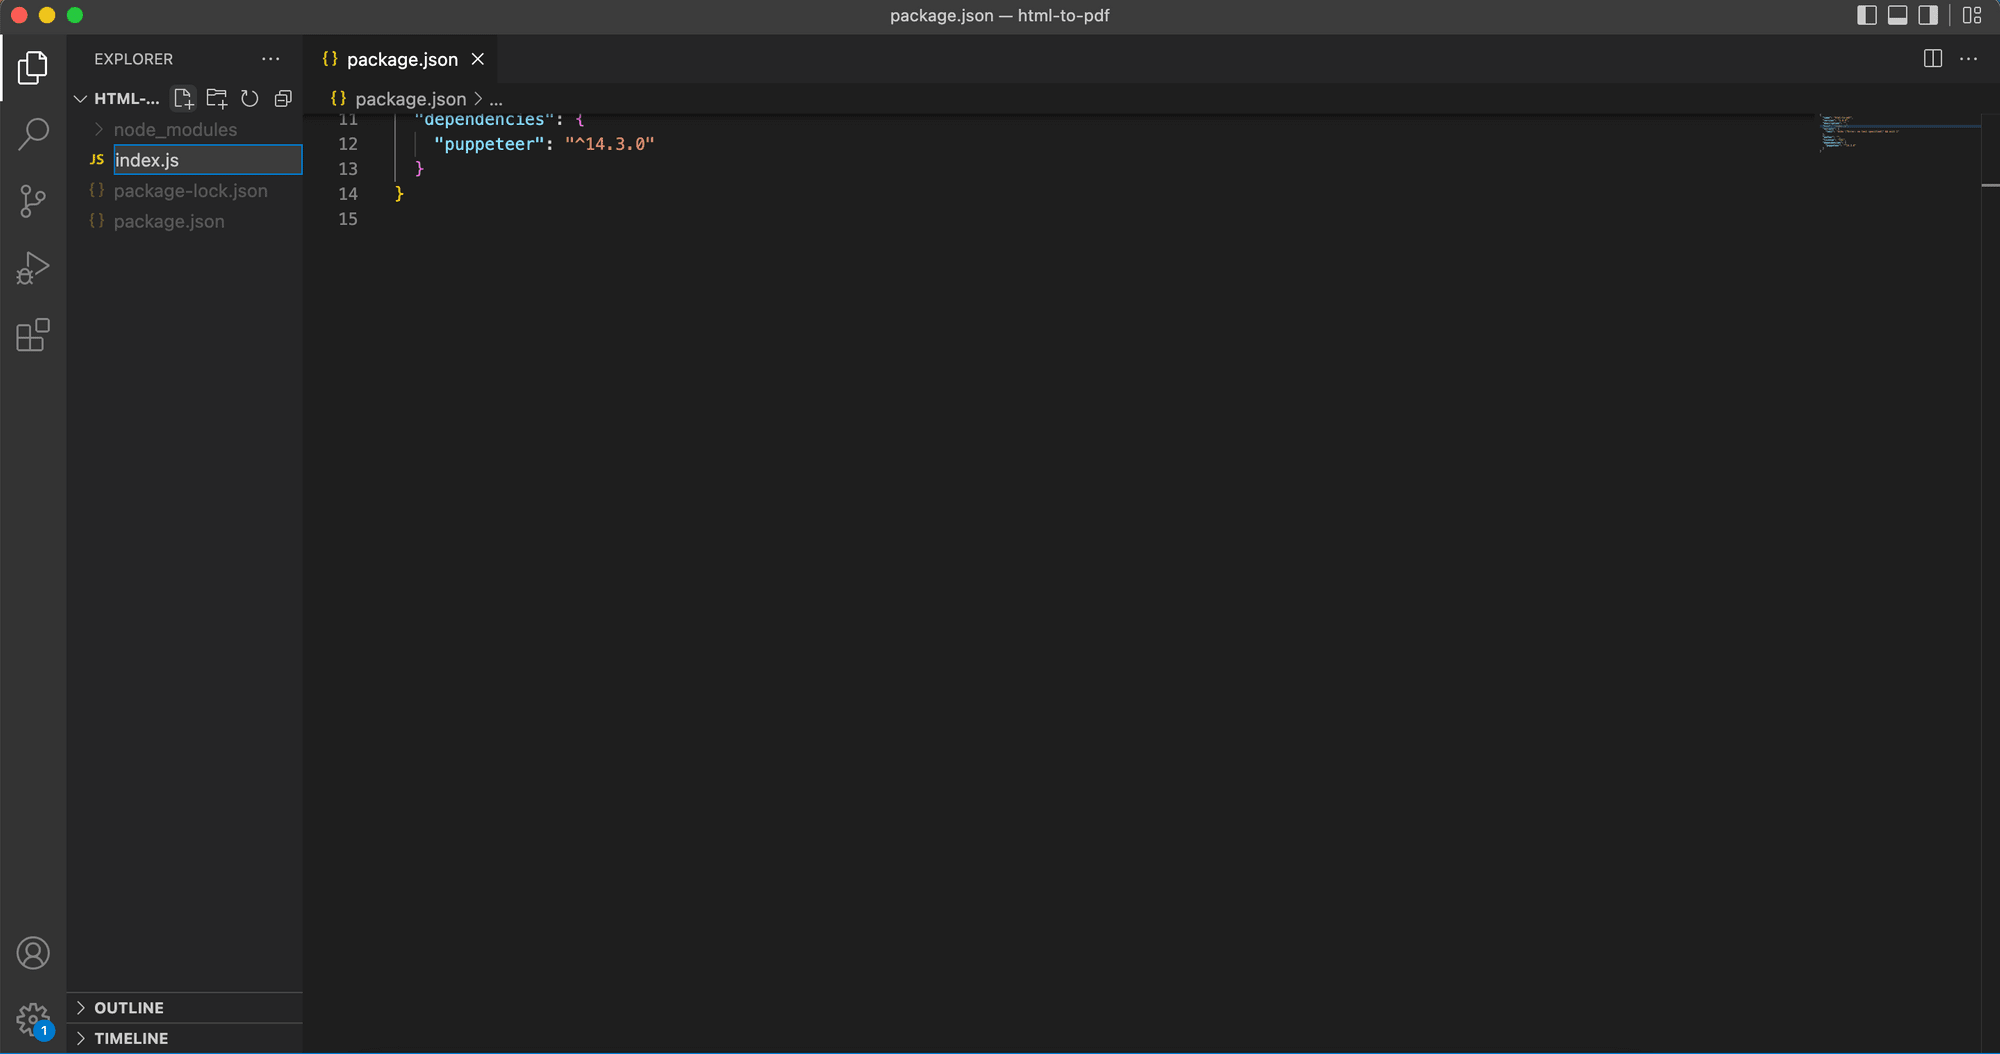 package.json — html-to-pdf
EXPLORER
{} package.json
HTML-...
{} package.json > ...
node_modules
JS index.js
{} package-lock.json
{} package.json
11 "dependencies": {
12 "puppeteer": "^14.3.0"
13 }
14 }
15
OUTLINE
1
TIMELINE